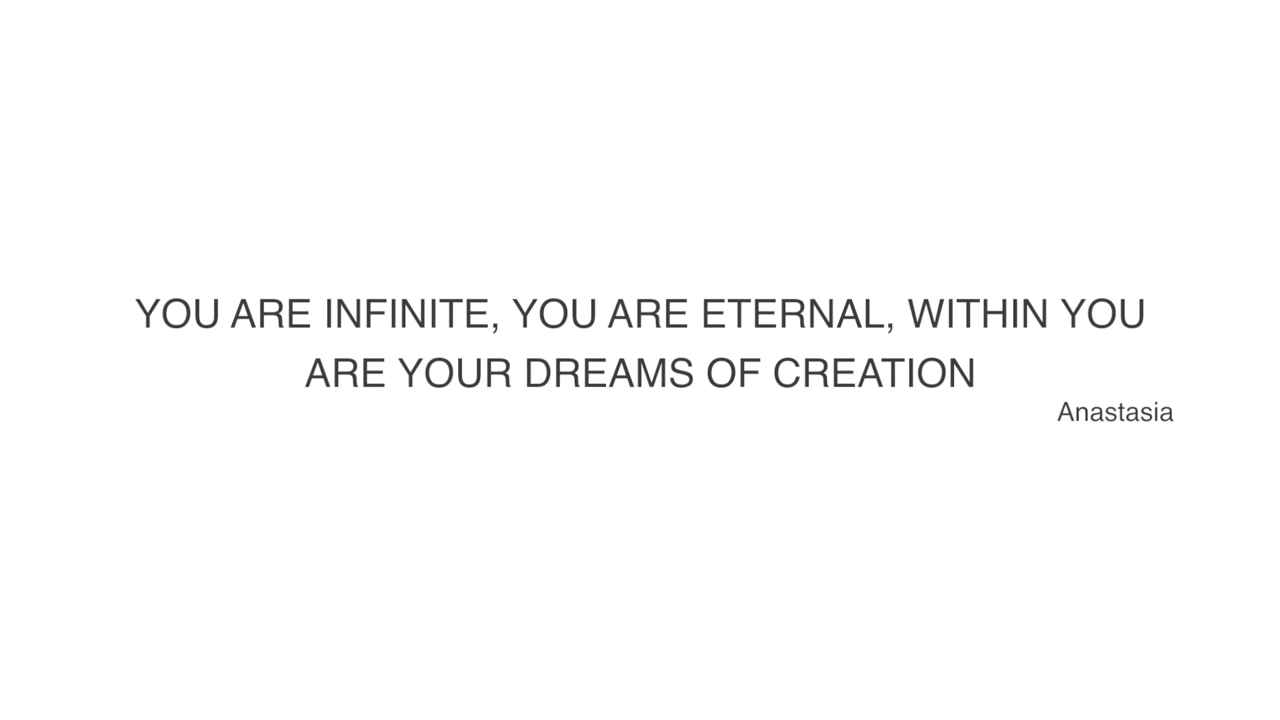 YOU ARE INFINITE, YOU ARE ETERNAL, WITHIN YOU
ARE YOUR DREAMS OF CREATION
Anastasia